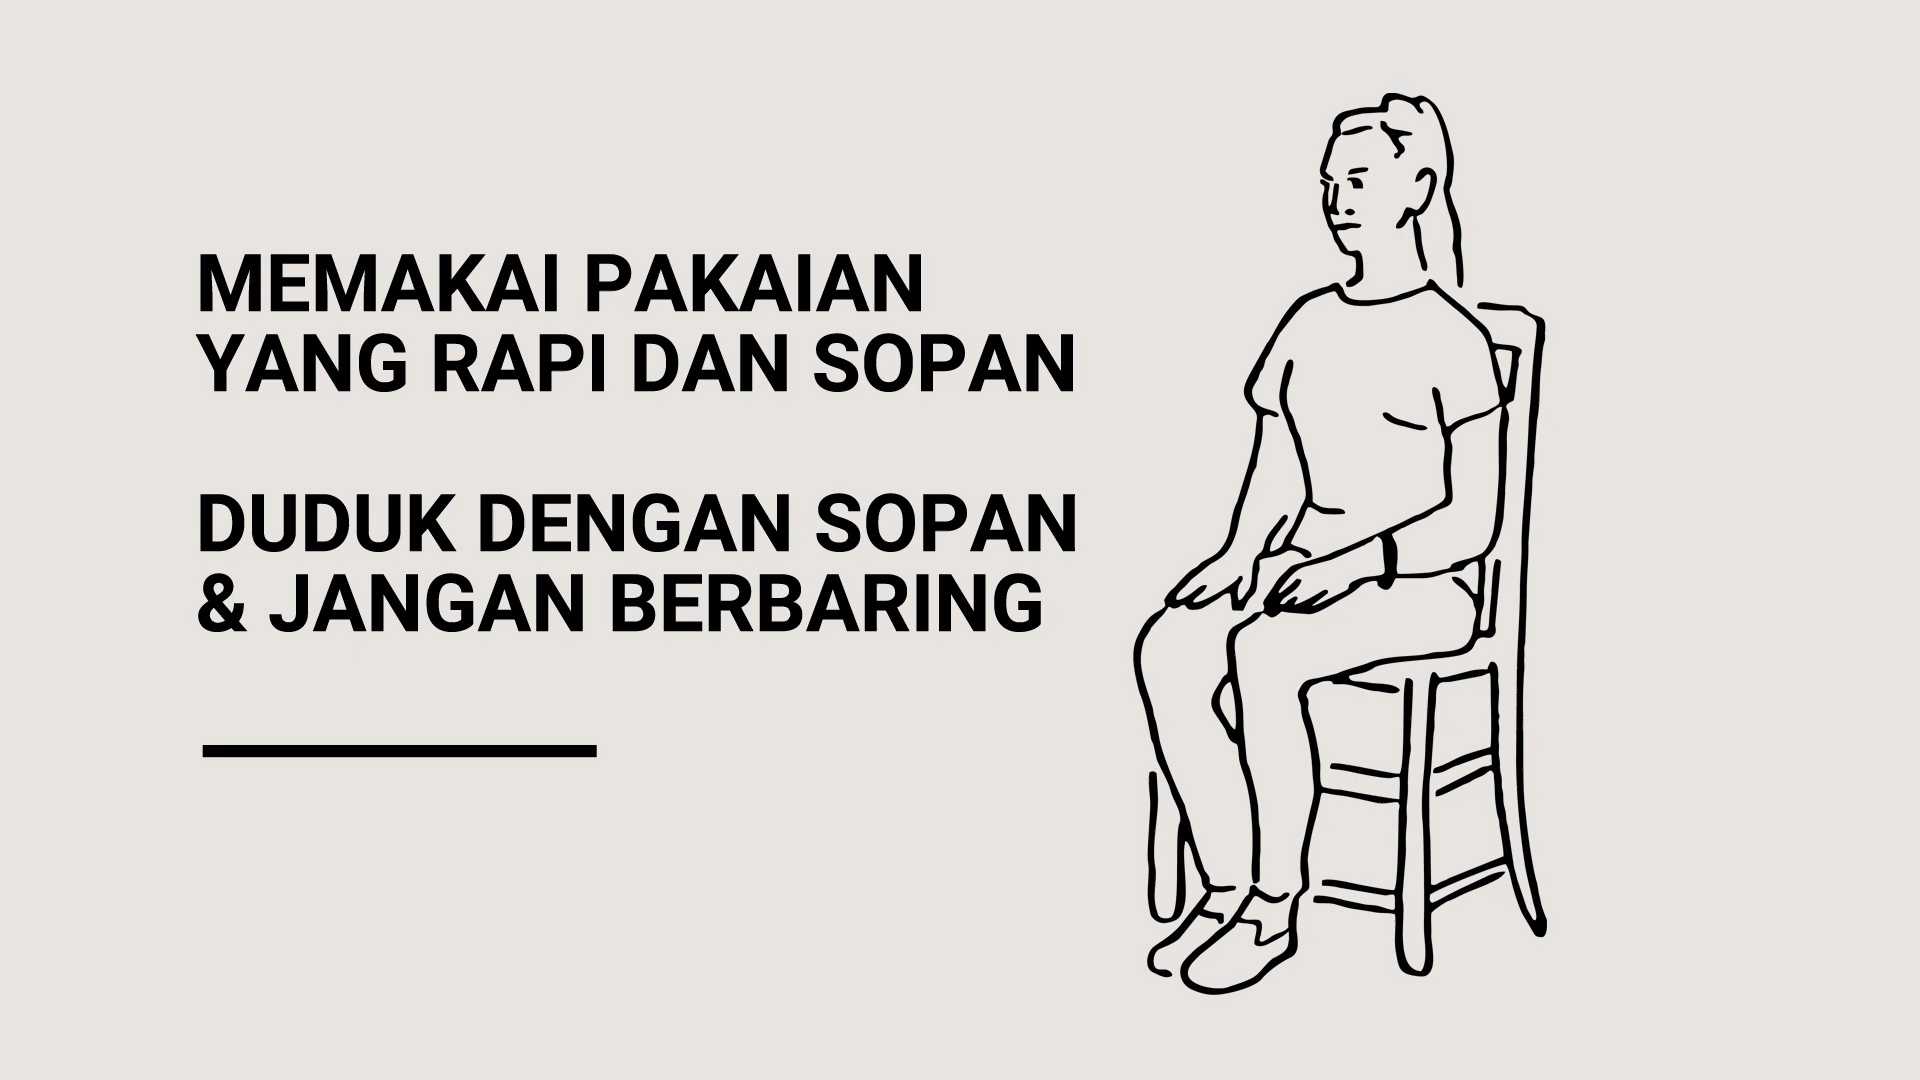 MEMAKAI PAKAIAN
YANG RAPI DAN SOPAN
DUDUK DENGAN SOPAN
& JANGAN BERBARING